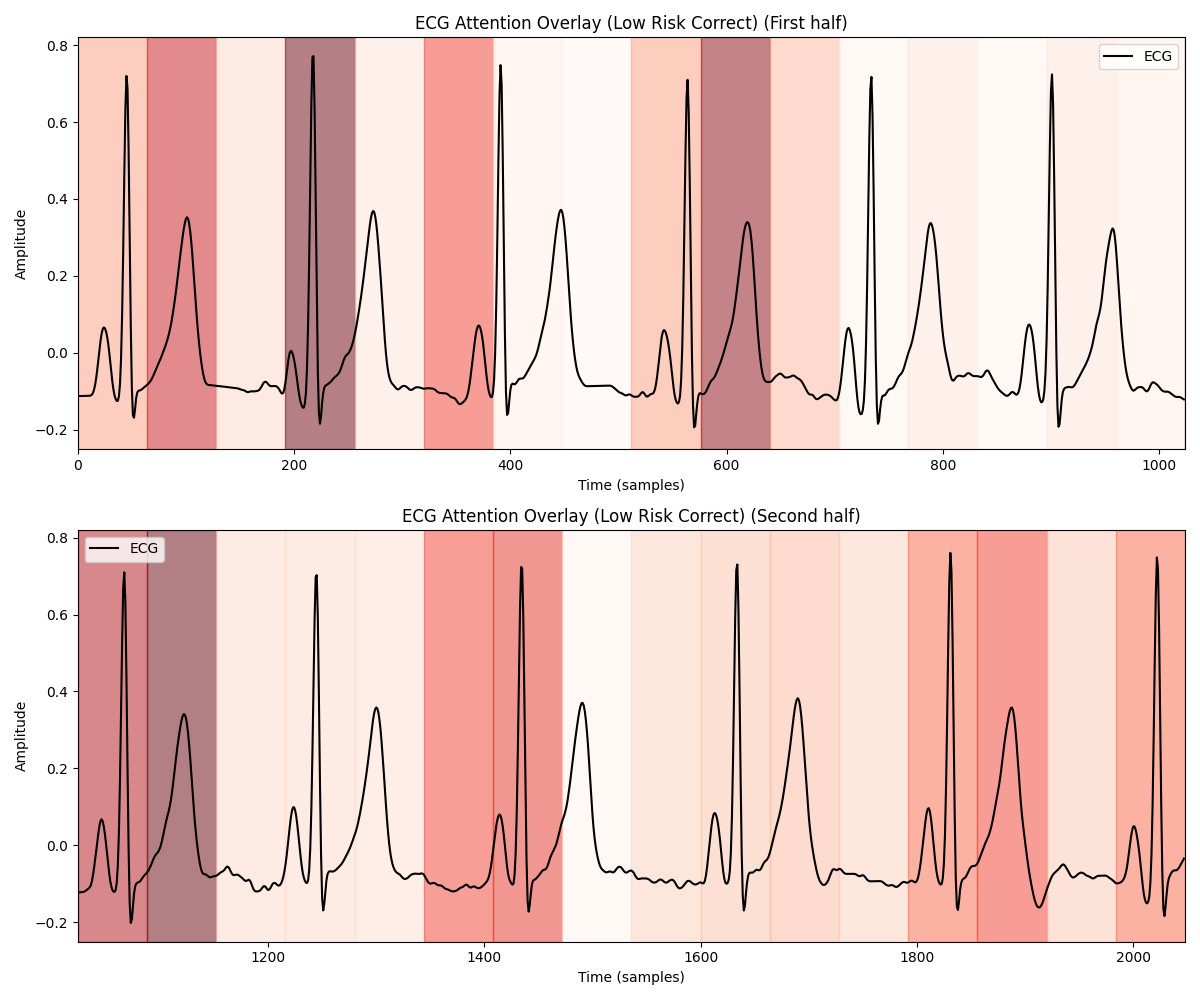 ECG Attention Overlay (Low Risk Correct) (First half)
0.8
0.6
0.4
0.2
0.0
−0.2
Amplitude
ECG
0 200 400 600 800 1000
Time (samples)
ECG Attention Overlay (Low Risk Correct) (Second half)
0.8
0.6
0.4
0.2
0.0
−0.2
Amplitude
ECG
1200 1400 1600 1800 2000
Time (samples)